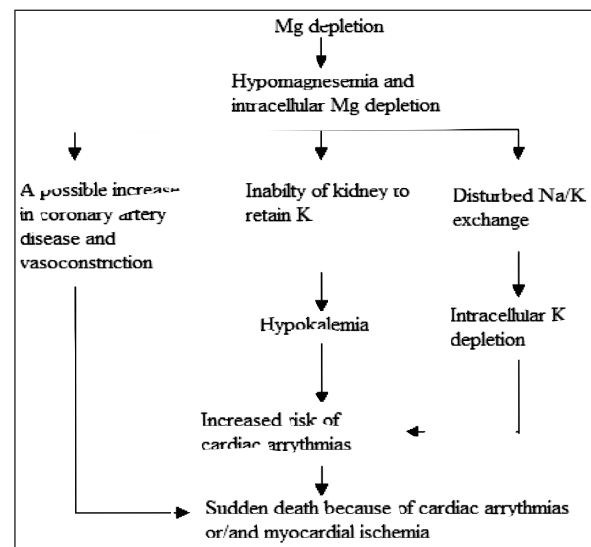 Mg depletion
Hypomagnesemia and
intracellular Mg depletion
A possible increase
in coronary artery
disease and
vasoconstriction
Inabilty of kidney to
retain K
Disturbed Na/K
exchange
Hypokalemia
Intracellular K
depletion
Increased risk of
cardiac arrythmias
Sudden death because of cardiac arrythmias
or/and myocardial ischemia